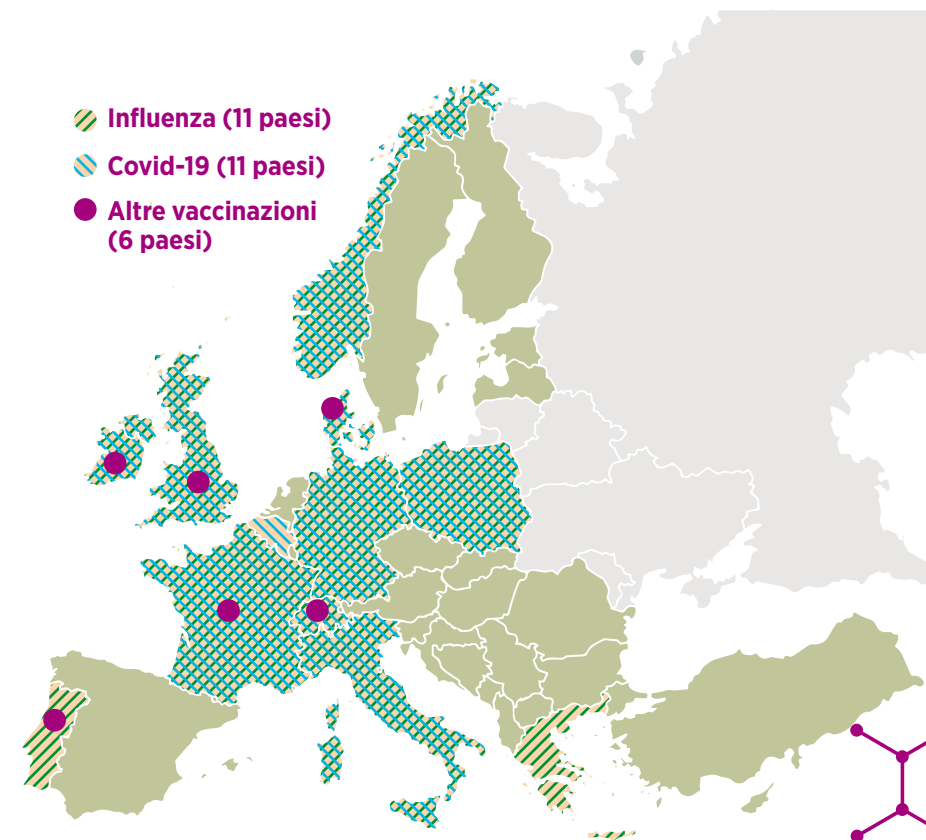 Influenza (11 paesi)
Covid-19 (11 paesi)
Altre vaccinazioni
(6 paesi)